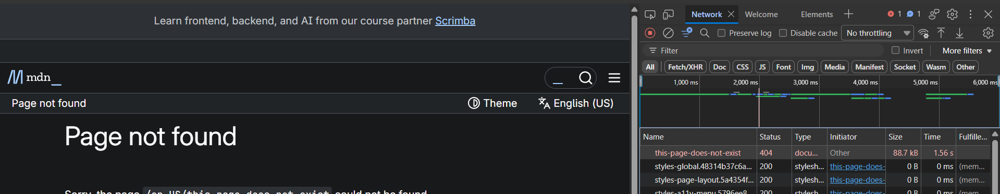 Learn frontend, backend, and AI from our course partner Scrimba
mdn_
_
Page not found
Theme
English (US)
Page not found
Sorry, the page /en-US/this-page-does-not-exist could not be found.
Network
Welcome
Elements
1
1
Preserve log
Disable cache
No throttling
Filter
Invert
More filters
All
Fetch/XHR
Doc
CSS
JS
Font
Img
Media
Manifest
Socket
Wasm
Other
1,000 ms
2,000 ms
3,000 ms
4,000 ms
5,000 ms
6,000 ms
Name Status Type Initiator Size Time Fulfille...
this-page-does-not-exist 404 docu... Other 88.7 kB 1.56 s
styles-global.48314b37c6a... 200 stylesh... this-page-does- 0 B 0 ms (mem...
styles-page-layout.5a4354f... 200 stylesh... this-page-does- 0 B 0 ms (mem...
styles-a11y-menu.5796ee8... 200 stylesh... this-page-does- 0 B 0 ms (mem...